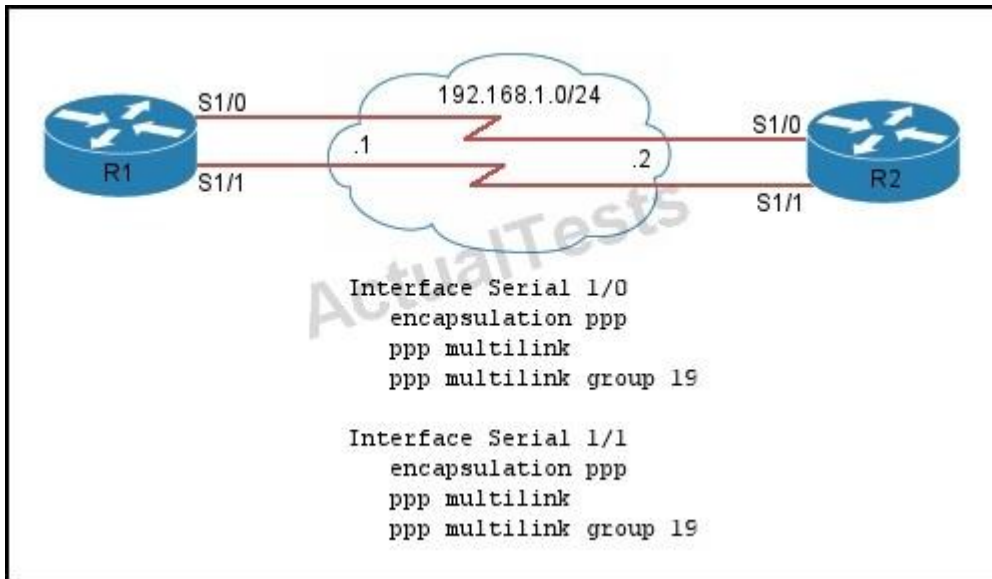 S1/0
192.168.1.0/24
S1/0
.1
.2
R1
R2
S1/1
S1/1
ActualTests
Interface Serial 1/0
encapsulation ppp
ppp multilink
ppp multilink group 19
Interface Serial 1/1
encapsulation ppp
ppp multilink
ppp multilink group 19